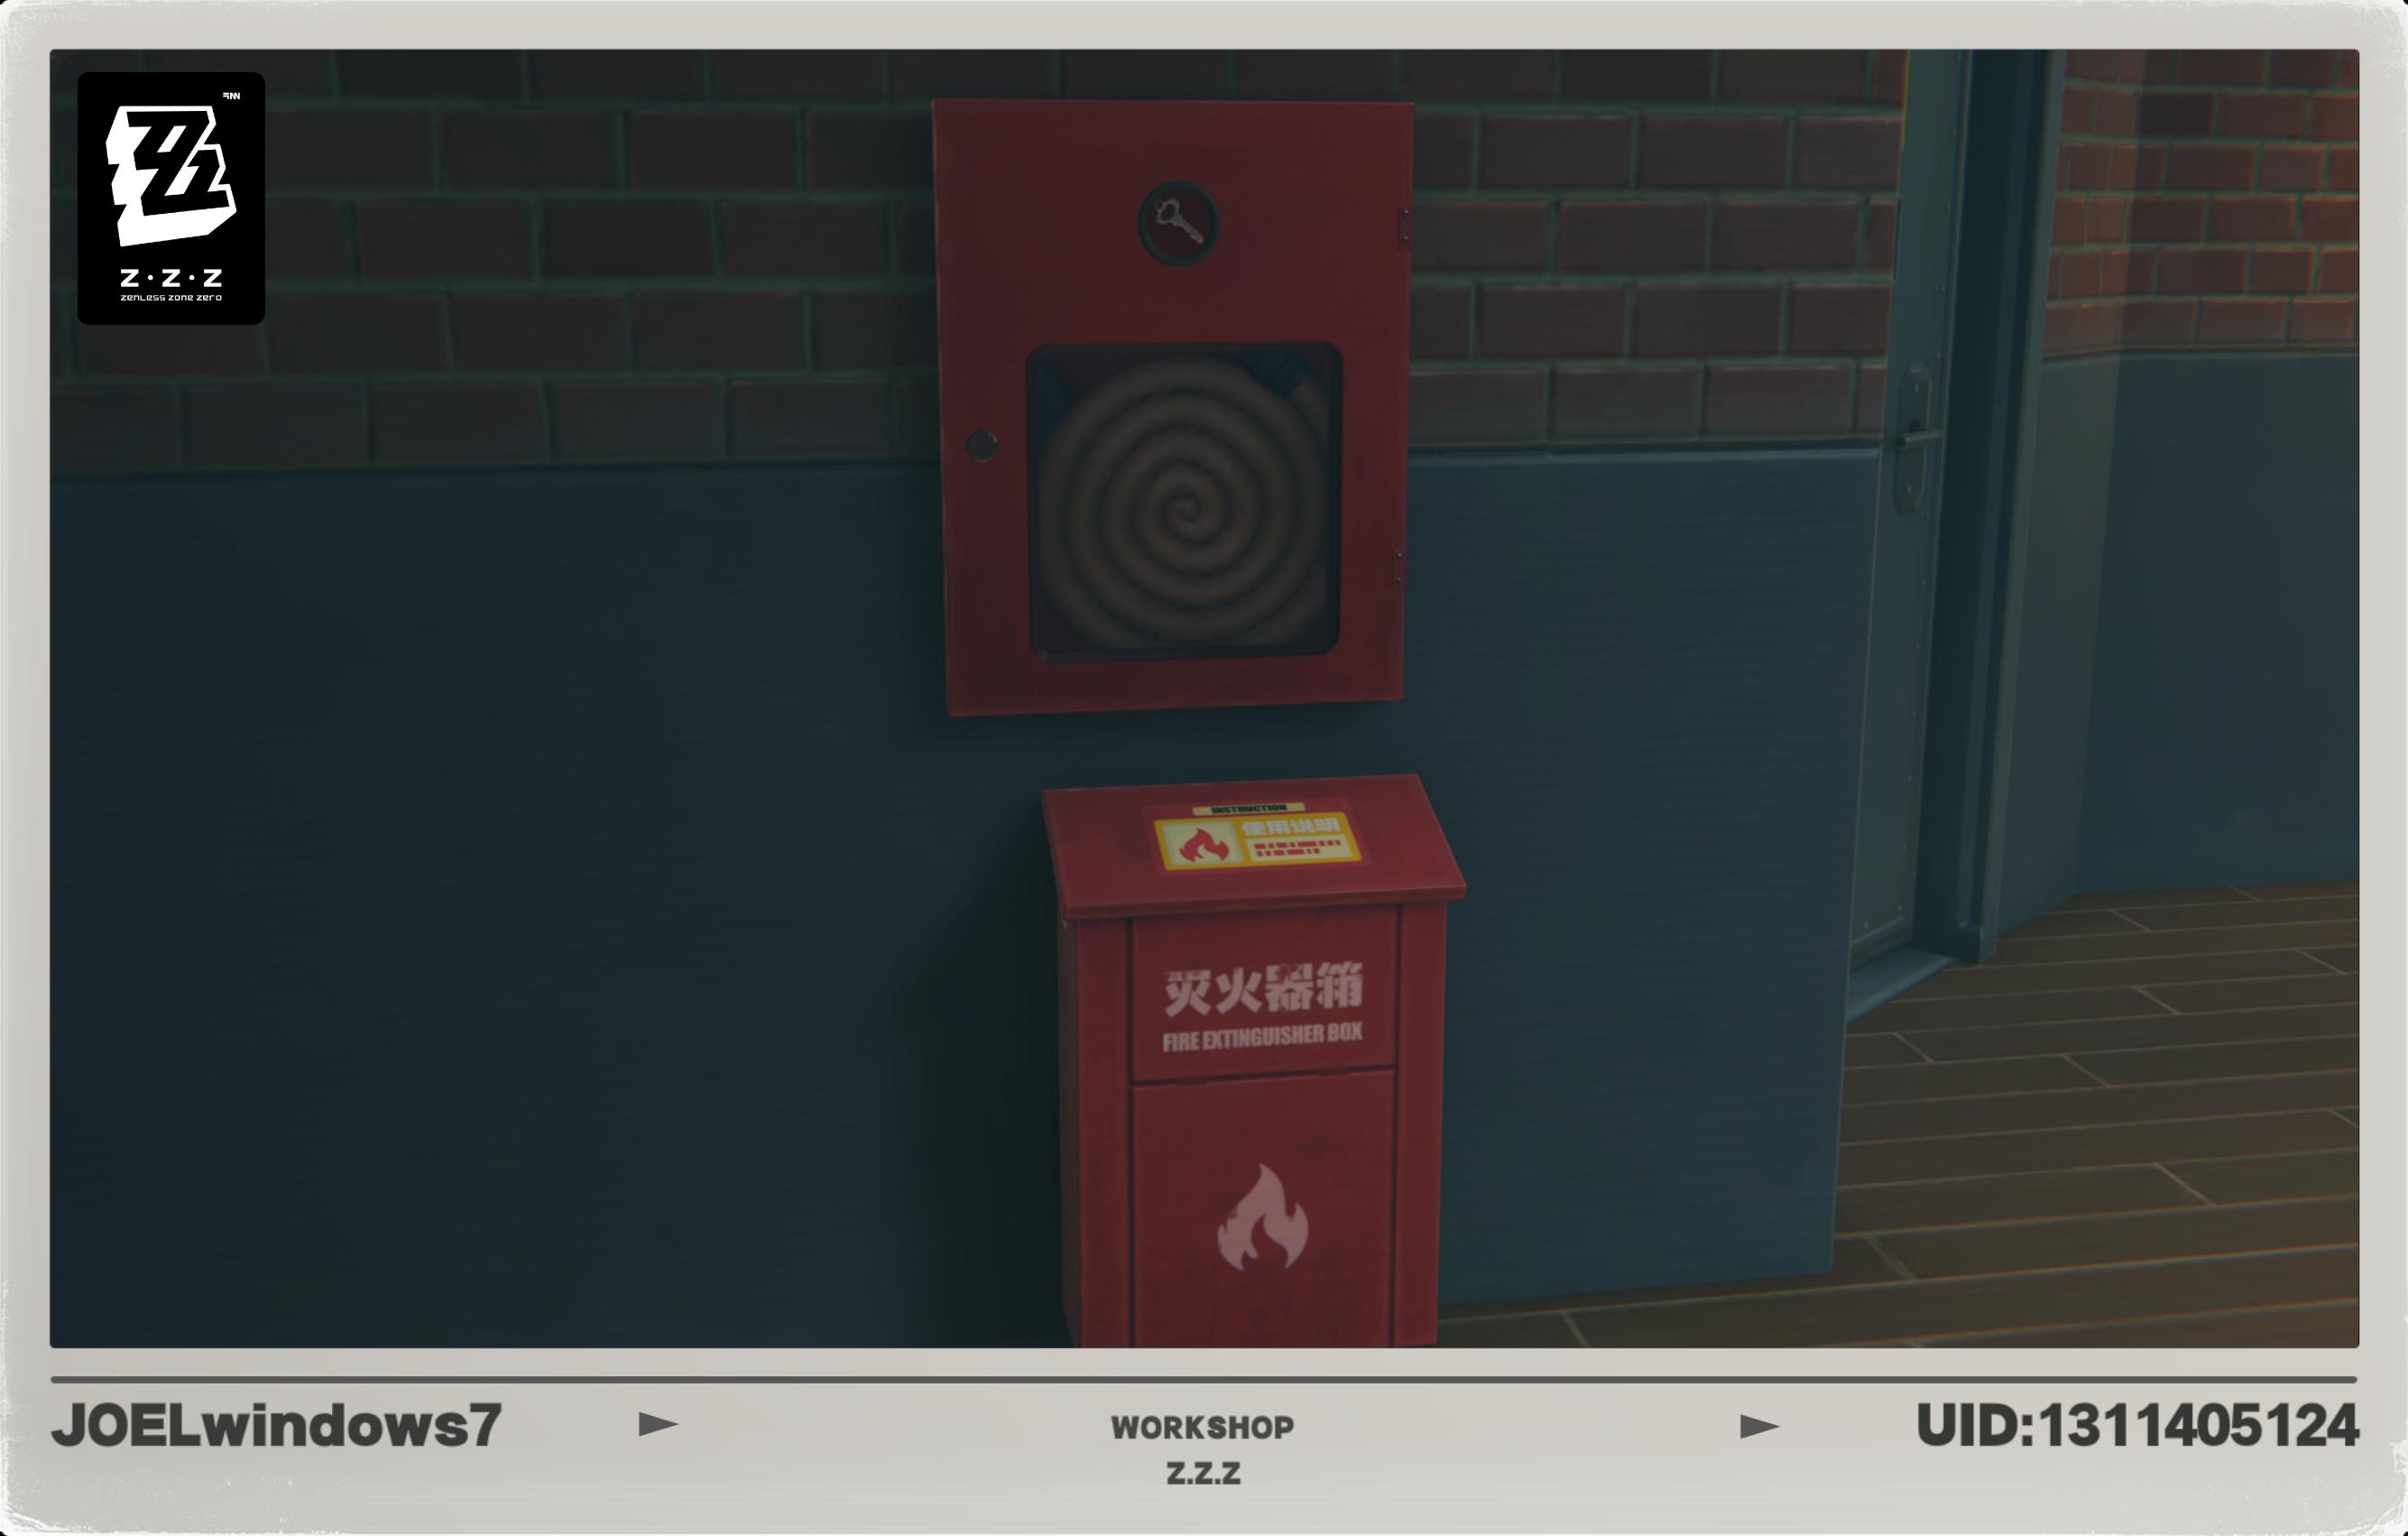 Z·Z·Z
zenless zone zero
INSTRUCTION
使用说明
灭火器箱
FIRE EXTINGUISHER BOX
JOELwindows7
WORKSHOP
UID:1311405124
Z.Z.Z